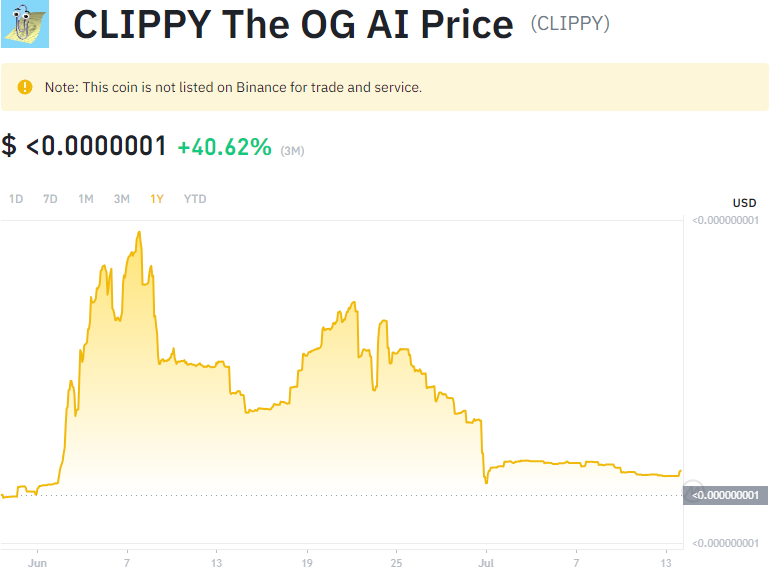 CLIPPY The OG AI Price (CLIPPY)
Note: This coin is not listed on Binance for trade and service.
$ <0.0000001 +40.62% (3M)
1D 7D 1M 3M 1Y YTD
USD
<0.000000001
<0.000000001
<0.000000001
Jun 7 13 19 25 Jul 7 13